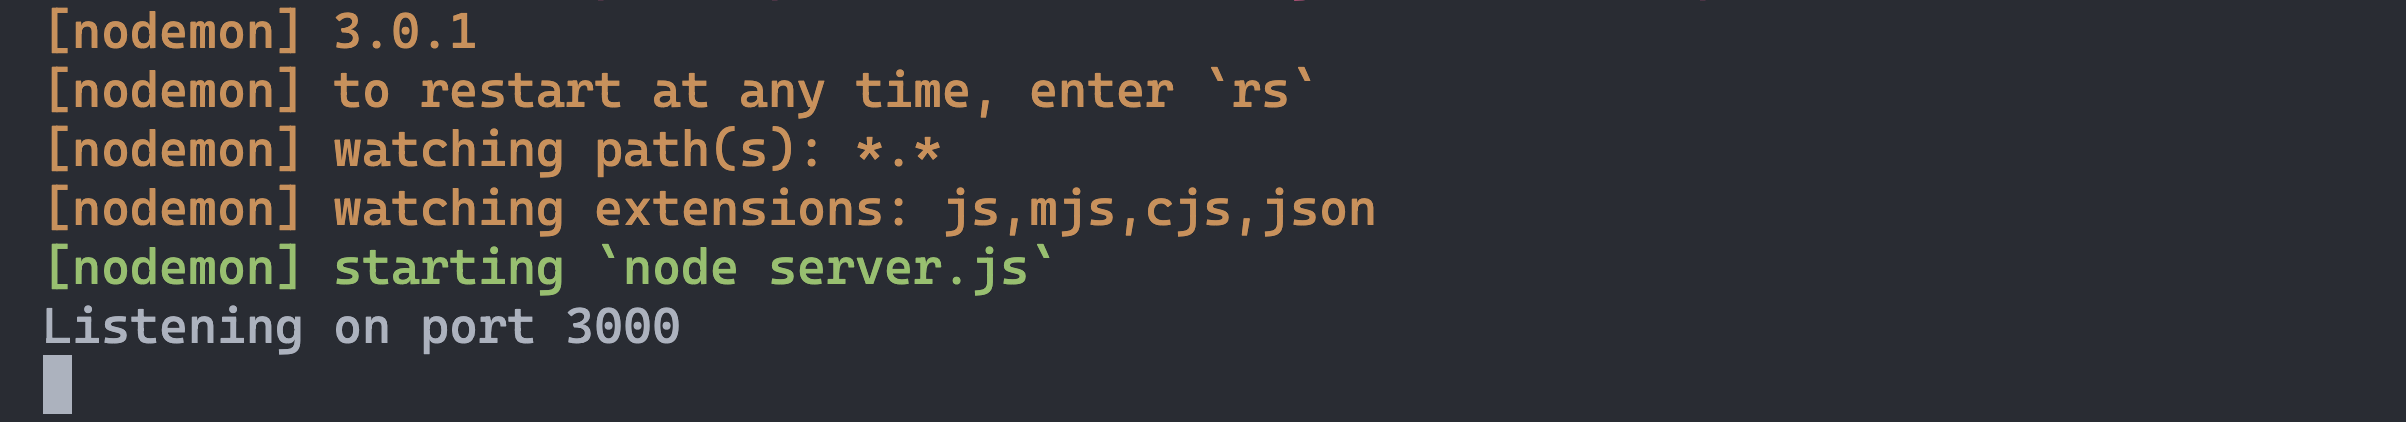 [nodemon] 3.0.1
[nodemon] to restart at any time, enter `rs`
[nodemon] watching path(s): *.*
[nodemon] watching extensions: js,mjs,cjs,json
[nodemon] starting `node server.js`
Listening on port 3000